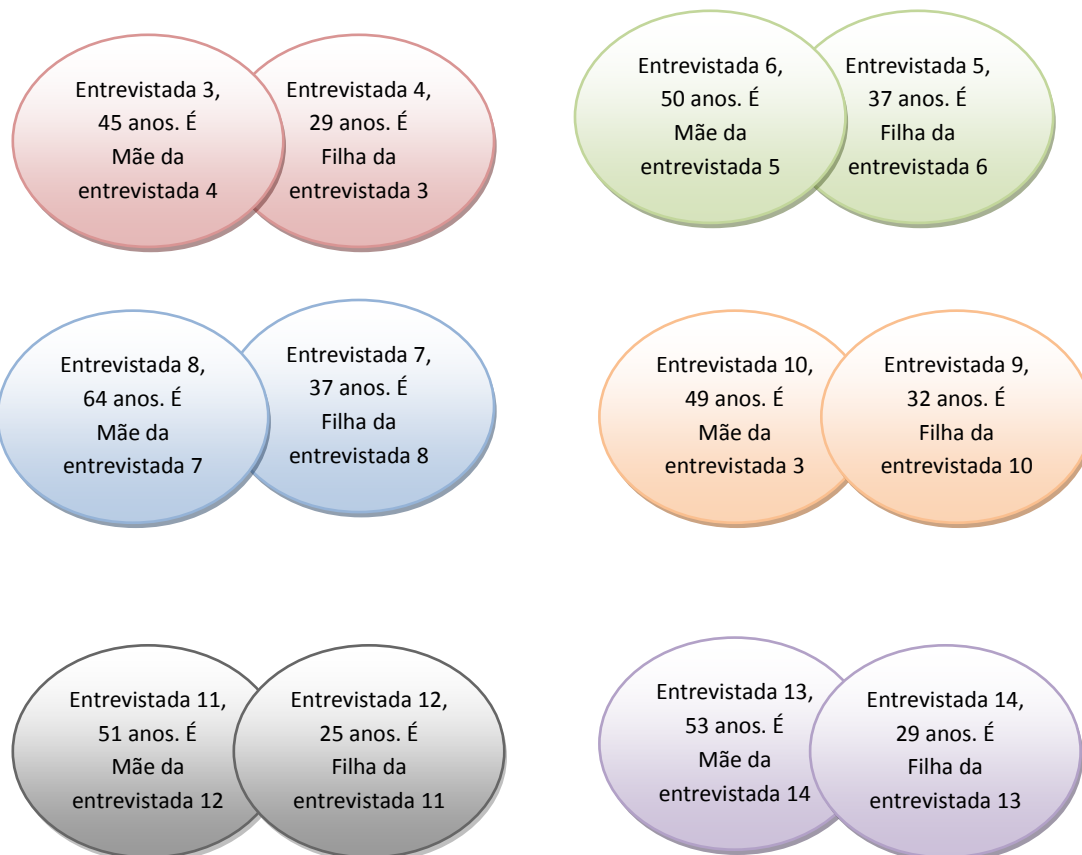 Entrevistada 3,
45 anos. É
Mãe da
entrevistada 4
Entrevistada 4,
29 anos. É
Filha da
entrevistada 3
Entrevistada 6,
50 anos. É
Mãe da
entrevistada 5
Entrevistada 5,
37 anos. É
Filha da
entrevistada 6
Entrevistada 8,
64 anos. É
Mãe da
entrevistada 7
Entrevistada 7,
37 anos. É
Filha da
entrevistada 8
Entrevistada 10,
49 anos. É
Mãe da
entrevistada 3
Entrevistada 9,
32 anos. É
Filha da
entrevistada 10
Entrevistada 11,
51 anos. É
Mãe da
entrevistada 12
Entrevistada 12,
25 anos. É
Filha da
entrevistada 11
Entrevistada 13,
53 anos. É
Mãe da
entrevistada 14
Entrevistada 14,
29 anos. É
Filha da
entrevistada 13